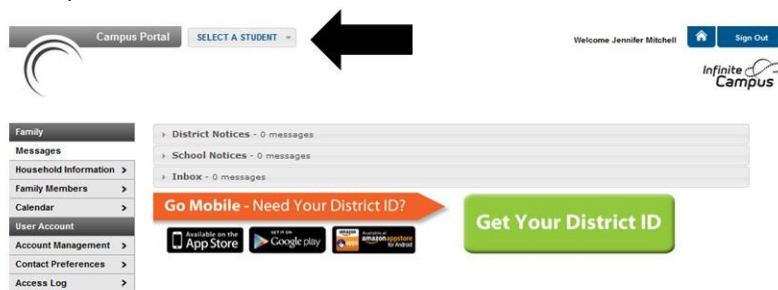 Campus Portal
SELECT A STUDENT
Welcome Jennifer Mitchell
Sign Out
Infinite
Campus
Family
Messages
Household Information >
Family Members >
Calendar >
User Account
Account Management >
Contact Preferences >
Access Log >
District Notices - 0 messages
School Notices - 0 messages
Inbox - 0 messages
Go Mobile - Need Your District ID?
Available on the
App Store
GET IT ON
Google play
amazon
apps
Available at
amazonappstore
for Android
Get Your District ID